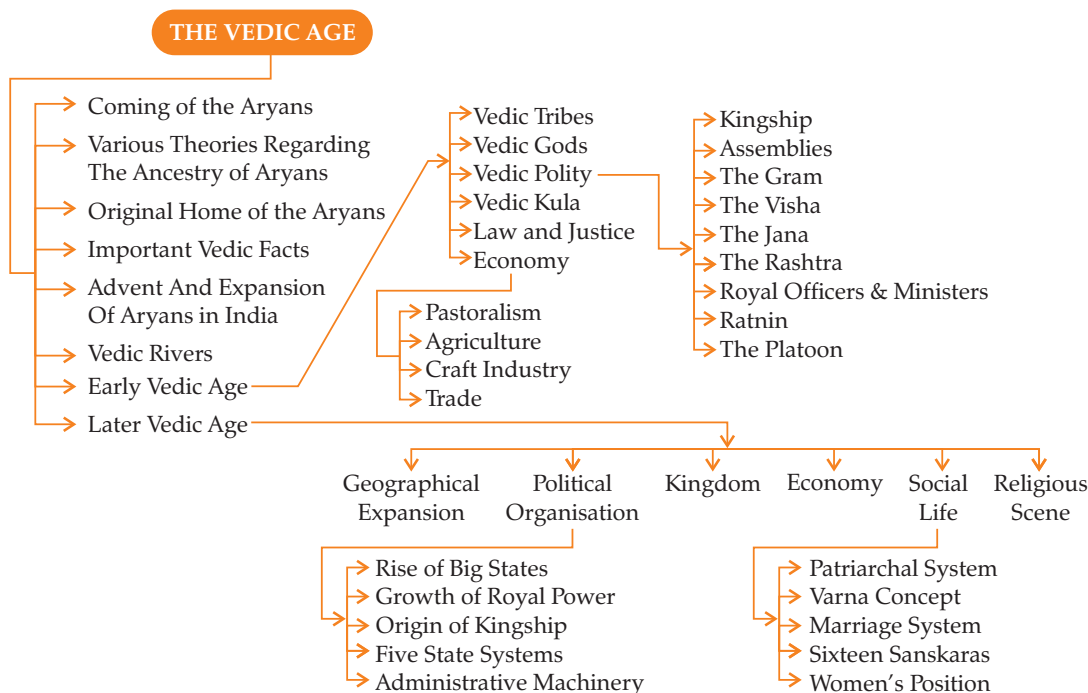 THE VEDIC AGE
Coming of the Aryans
Various Theories Regarding
The Ancestry of Aryans
Original Home of the Aryans
Important Vedic Facts
Advent And Expansion
Of Aryans in India
Vedic Rivers
Early Vedic Age
Later Vedic Age
Vedic Tribes
Vedic Gods
Vedic Polity
Vedic Kula
Law and Justice
Economy
Pastoralism
Agriculture
Craft Industry
Trade
Kingship
Assemblies
The Gram
The Visha
The Jana
The Rashtra
Royal Officers & Ministers
Ratnin
The Platoon
Geographical
Expansion
Political
Organisation
Kingdom
Economy
Social
Life
Religious
Scene
Rise of Big States
Growth of Royal Power
Origin of Kingship
Five State Systems
Administrative Machinery
Patriarchal System
Varna Concept
Marriage System
Sixteen Sanskaras
Women's Position